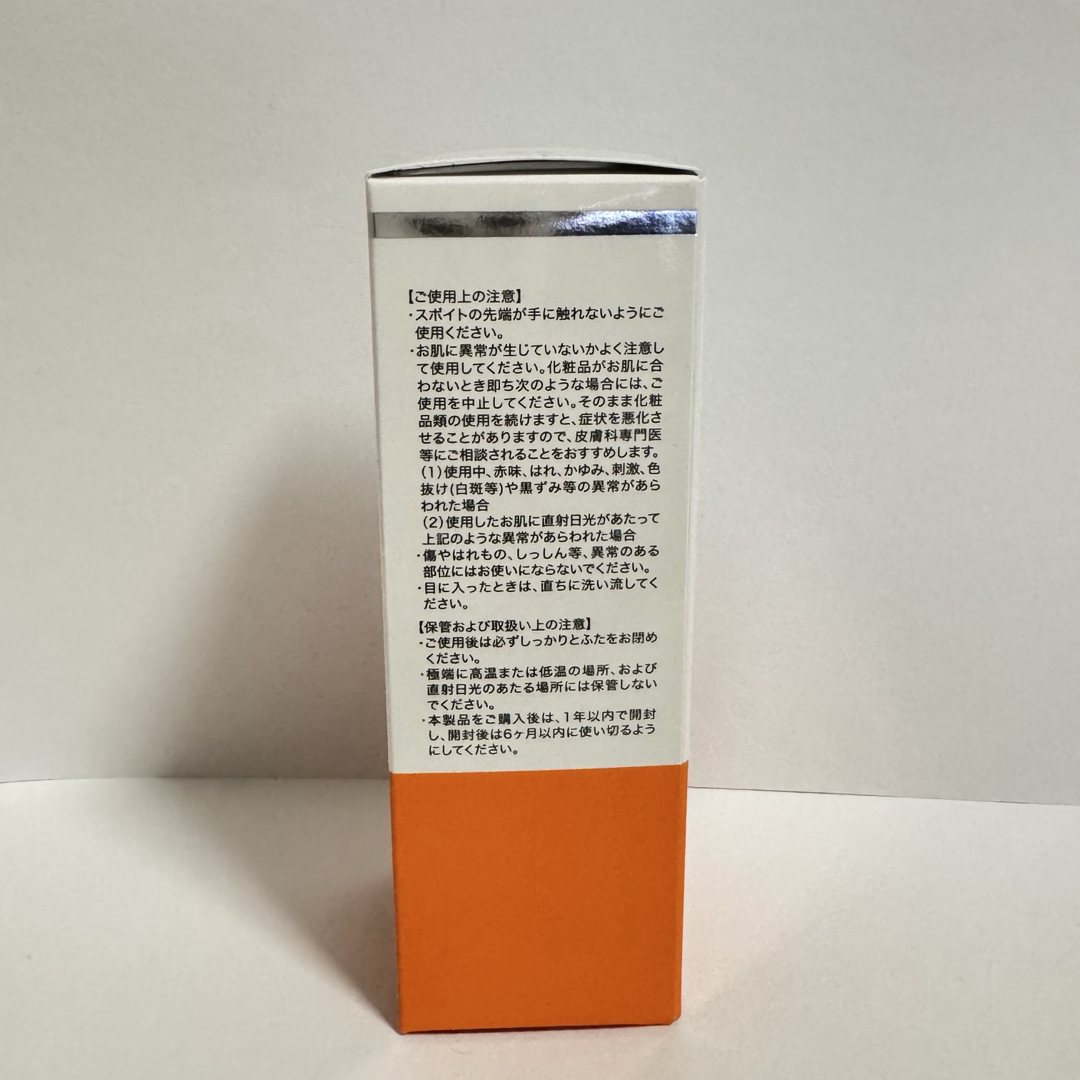 【ご使用上の注意】
・スポイトの先端が手に触れないようにご
使用ください。
・お肌に異常が生じていないかよく注意し
て使用してください。化粧品がお肌に合
わないとき即ち次のような場合には、ご
使用を中止してください。そのまま化粧
品類の使用を続けますと、症状を悪化さ
せることがありますので、皮膚科専門医
等にご相談されることをおすすめします。
(1)使用中、赤味、はれ、かゆみ、刺激、色
抜け(白斑等)や黒ずみ等の異常があら
われた場合
(2)使用したお肌に直射日光があたって
上記のような異常があらわれた場合
・傷やはれもの、しっしん等、異常のある
部位にはお使いにならないでください。
・目に入ったときは、直ちに洗い流してく
ださい。
【保管および取扱い上の注意】
・ご使用後は必ずしっかりとふたをお閉め
ください。
・極端に高温または低温の場所、および
直射日光のあたる場所には保管しない
でください。
・本製品をご購入後は、1年以内で開封
し、開封後は6ヶ月以内に使い切るよう
にしてください。